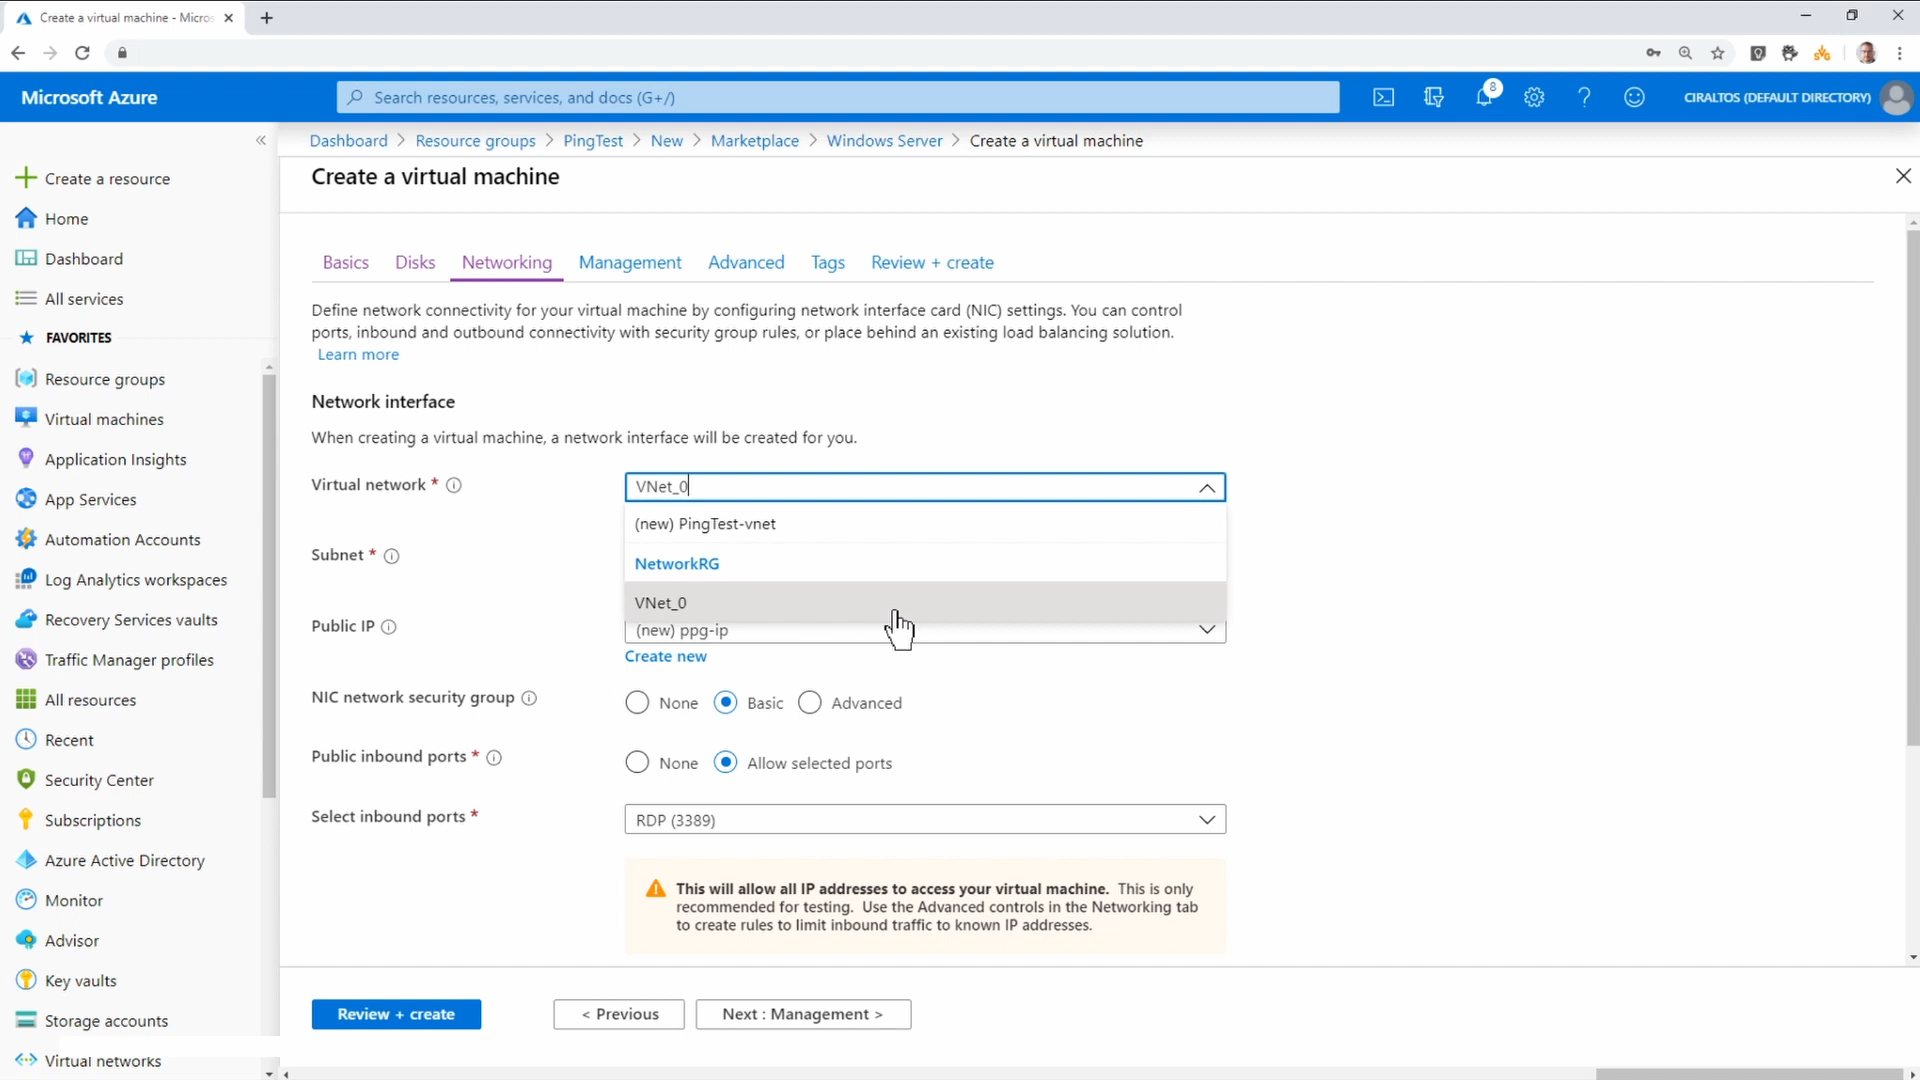 Create a virtual machine - Micros
Microsoft Azure
Search resources, services, and docs (G+/)
8
CIRALTOS (DEFAULT DIRECTORY)
Dashboard > Resource groups > PingTest > New > Marketplace > Windows Server > Create a virtual machine
Create a virtual machine
Create a resource
Home
Dashboard
All services
FAVORITES
Resource groups
Virtual machines
Application Insights
App Services
Automation Accounts
Log Analytics workspaces
Recovery Services vaults
Traffic Manager profiles
All resources
Recent
Security Center
Subscriptions
Azure Active Directory
Monitor
Advisor
Key vaults
Storage accounts
Virtual networks
Basics Disks Networking Management Advanced Tags Review + create
Define network connectivity for your virtual machine by configuring network interface card (NIC) settings. You can control
ports, inbound and outbound connectivity with security group rules, or place behind an existing load balancing solution.
Learn more
Network interface
When creating a virtual machine, a network interface will be created for you.
Virtual network * VNet_0
(new) PingTest-vnet
Subnet *
NetworkRG
VNet_0
Public IP (new) ppg-ip
Create new
NIC network security group None Basic Advanced
Public inbound ports * None Allow selected ports
Select inbound ports * RDP (3389)
This will allow all IP addresses to access your virtual machine. This is only
recommended for testing. Use the Advanced controls in the Networking tab
to create rules to limit inbound traffic to known IP addresses.
Review + create < Previous Next : Management >